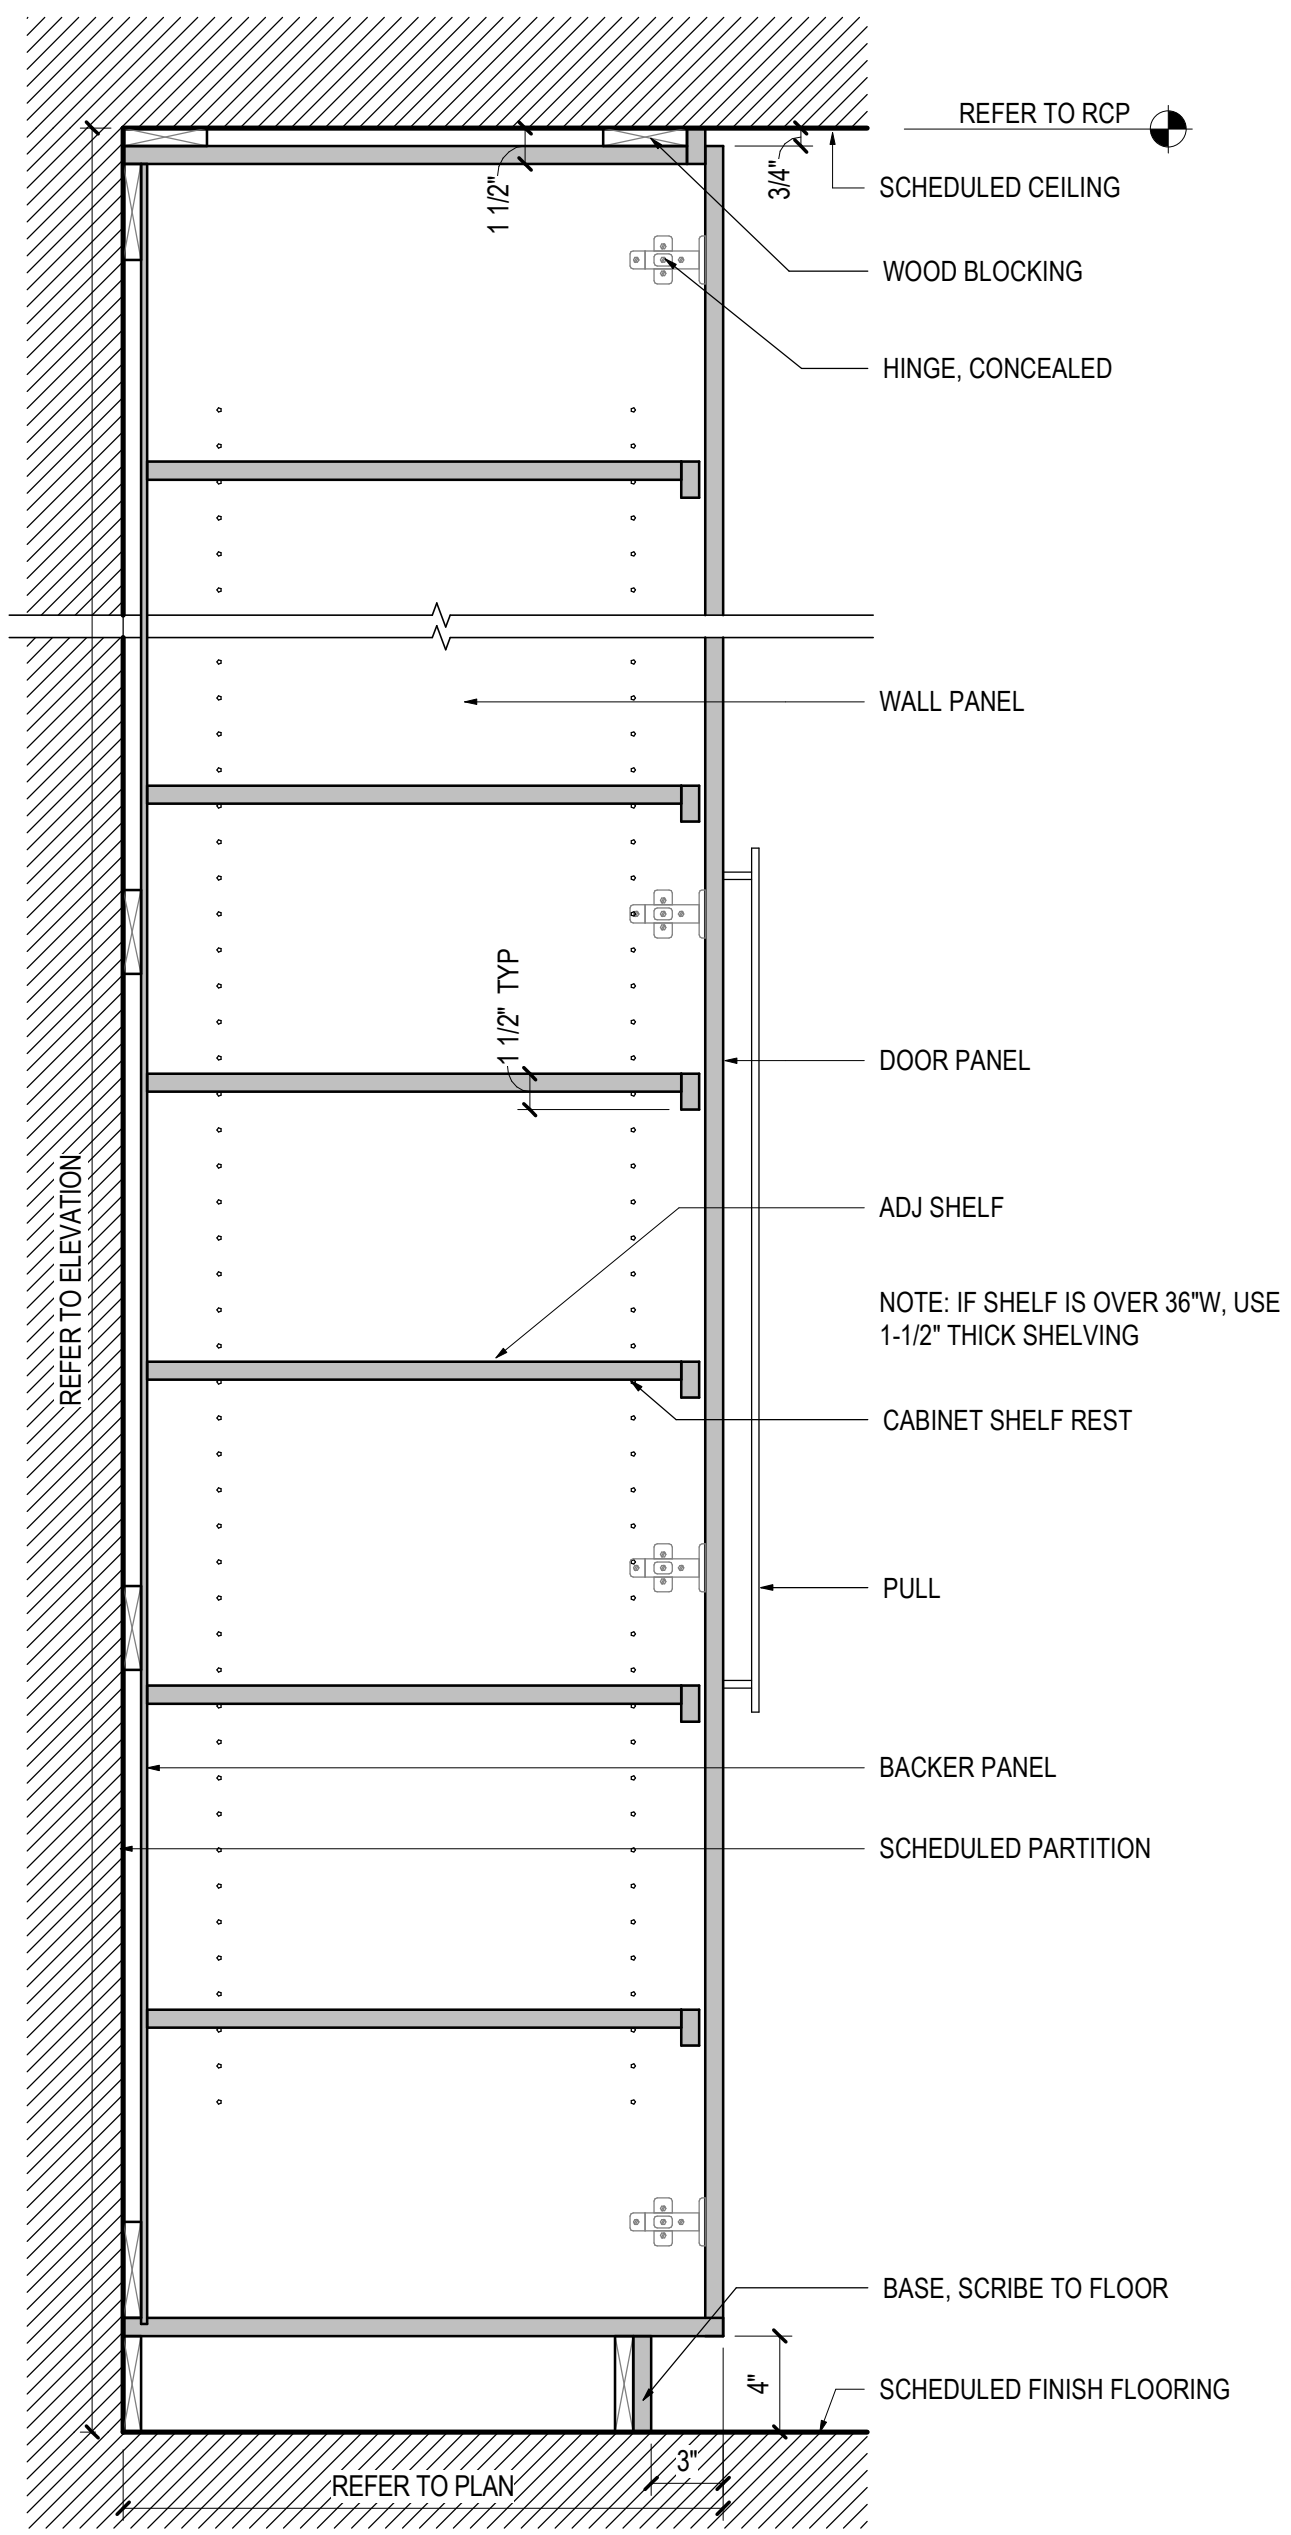 REFER TO RCP
3/4"
SCHEDULED CEILING
1 1/2"
WOOD BLOCKING
HINGE, CONCEALED
WALL PANEL
1 1/2" TYP
DOOR PANEL
REFER TO ELEVATION
ADJ SHELF
NOTE: IF SHELF IS OVER 36"W, USE
1-1/2" THICK SHELVING
CABINET SHELF REST
PULL
BACKER PANEL
SCHEDULED PARTITION
BASE, SCRIBE TO FLOOR
4"
SCHEDULED FINISH FLOORING
3"
REFER TO PLAN